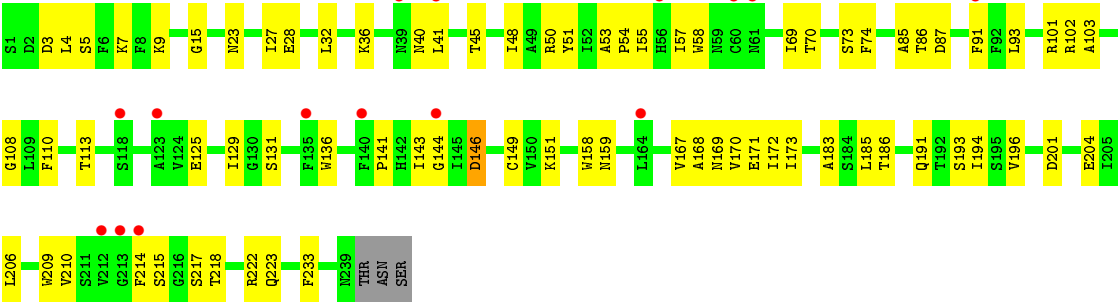 S1 D2 D3 L4 S5 F6 K7 F8 K9 G15 N23 I27 E28 L32 K36 N39 N40 L41 T45 I48 A49 R50 Y51 I52 A53 P54 I55 H56 I57 W58 N59 C60 N61 I69 T70 S73 F74 A85 T86 D87 F91 F92 L93 R101 R102 A103
G108 L109 F110 T113 S118 A123 V124 E125 I129 G130 S131 F135 W136 F140 P141 H142 I143 G144 I145 D146 C149 V150 K151 W158 N159 L164 V167 A168 N169 V170 E171 I172 I173 A183 S184 L185 T186 Q191 T192 S193 I194 S195 V196 D201 E204 I205
L206 W209 V210 S211 V212 G213 F214 S215 G216 S217 T218 R222 Q223 F233 N239 THR ASN SER